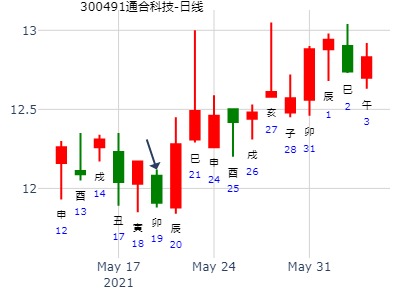 300491通合科技-日线
13
12.5
12
申
12
酉
13
戌
14
丑
17
寅
18
卯
19
辰
20
巳
21
申
24
酉
25
戌
26
亥
27
子
28
卯
31
辰
1
巳
2
午
3
May 17
2021
May 24
May 31